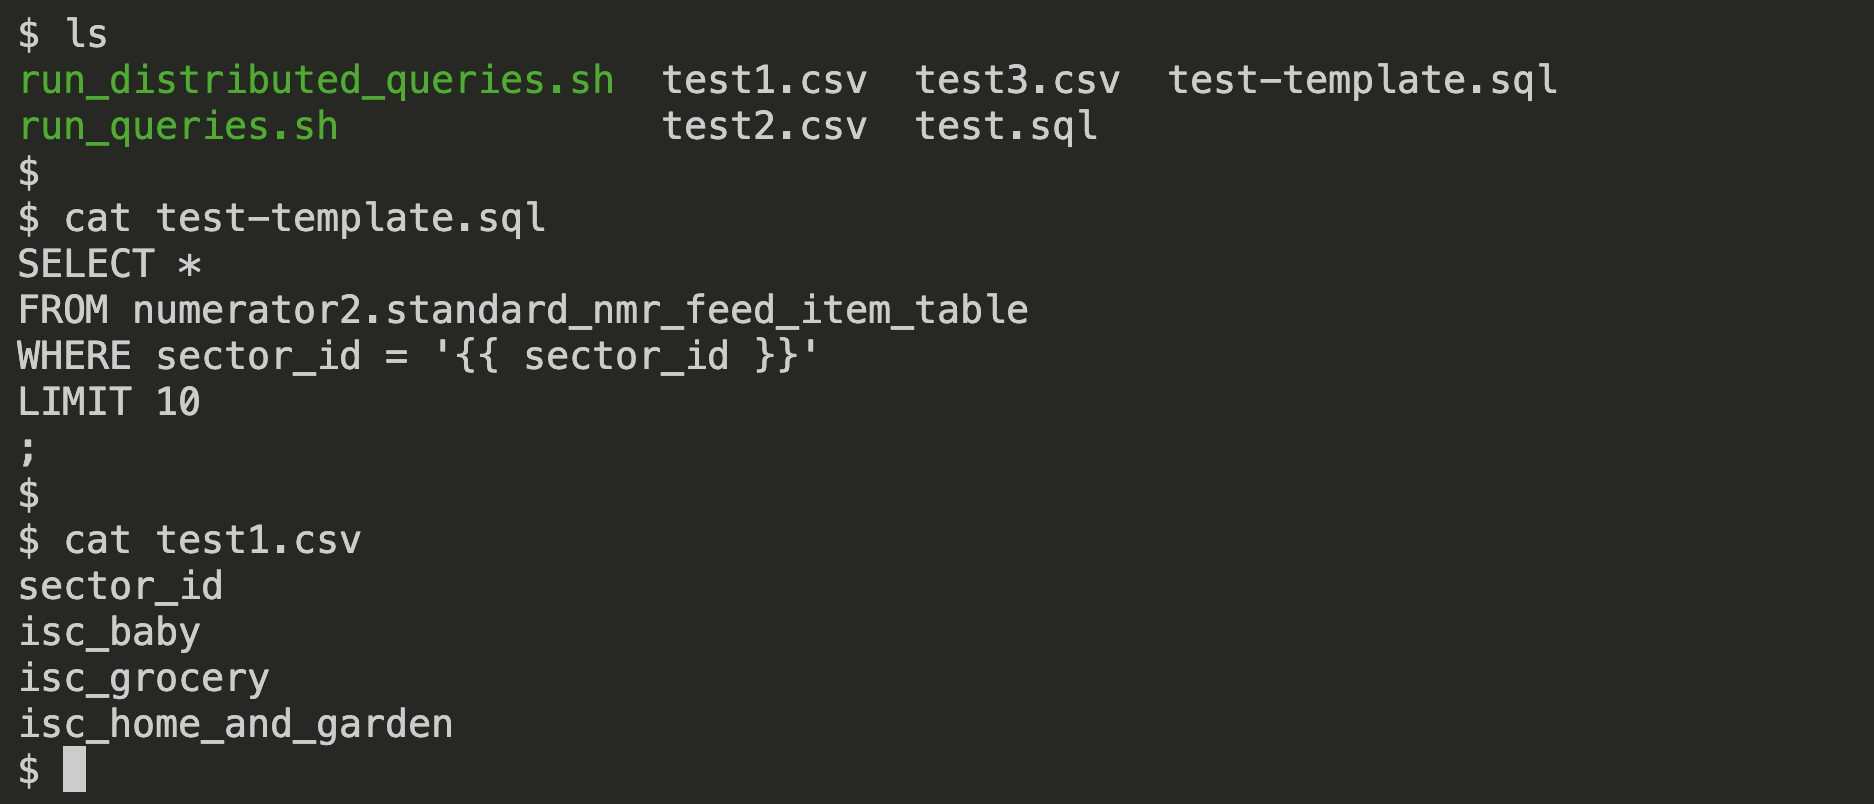 $ ls
run_distributed_queries.sh  test1.csv  test3.csv  test-template.sql
run_queries.sh              test2.csv  test.sql
$
$ cat test-template.sql
SELECT *
FROM numerator2.standard_nmr_feed_item_table
WHERE sector_id = '{{ sector_id }}'
LIMIT 10
;
$
$ cat test1.csv
sector_id
isc_baby
isc_grocery
isc_home_and_garden
$